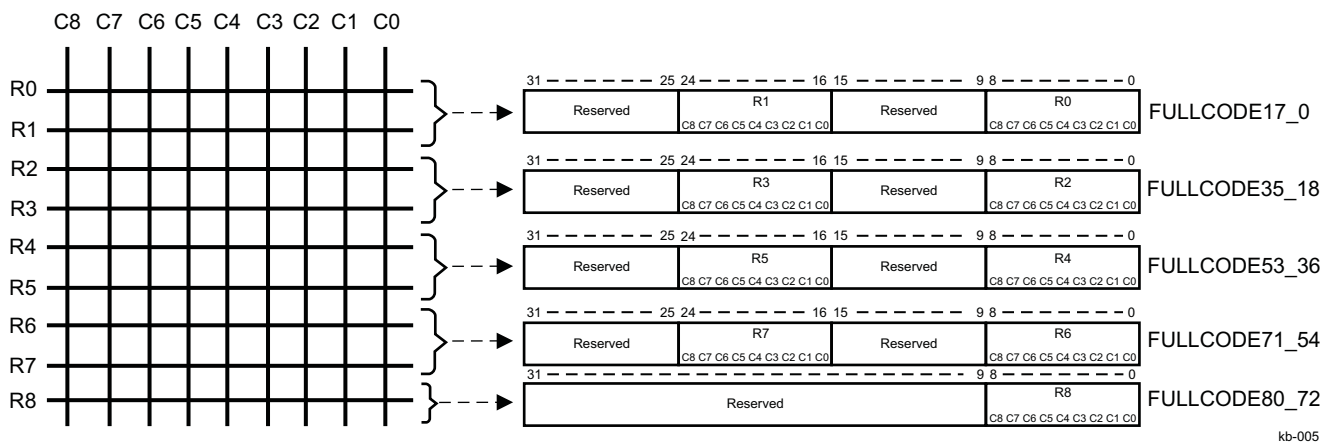 C8 C7 C6 C5 C4 C3 C2 C1 C0
R0
R1
R2
R3
R4
R5
R6
R7
R8
31 25 24 16 15 9 8 0
Reserved R1 Reserved R0
C8 C7 C6 C5 C4 C3 C2 C1 C0 C8 C7 C6 C5 C4 C3 C2 C1 C0
FULLCODE17_0
31 25 24 16 15 9 8 0
Reserved R3 Reserved R2
C8 C7 C6 C5 C4 C3 C2 C1 C0 C8 C7 C6 C5 C4 C3 C2 C1 C0
FULLCODE35_18
31 25 24 16 15 9 8 0
Reserved R5 Reserved R4
C8 C7 C6 C5 C4 C3 C2 C1 C0 C8 C7 C6 C5 C4 C3 C2 C1 C0
FULLCODE53_36
31 25 24 16 15 9 8 0
Reserved R7 Reserved R6
C8 C7 C6 C5 C4 C3 C2 C1 C0 C8 C7 C6 C5 C4 C3 C2 C1 C0
FULLCODE71_54
31 9 8 0
Reserved R8
C8 C7 C6 C5 C4 C3 C2 C1 C0
FULLCODE80_72
kb-005